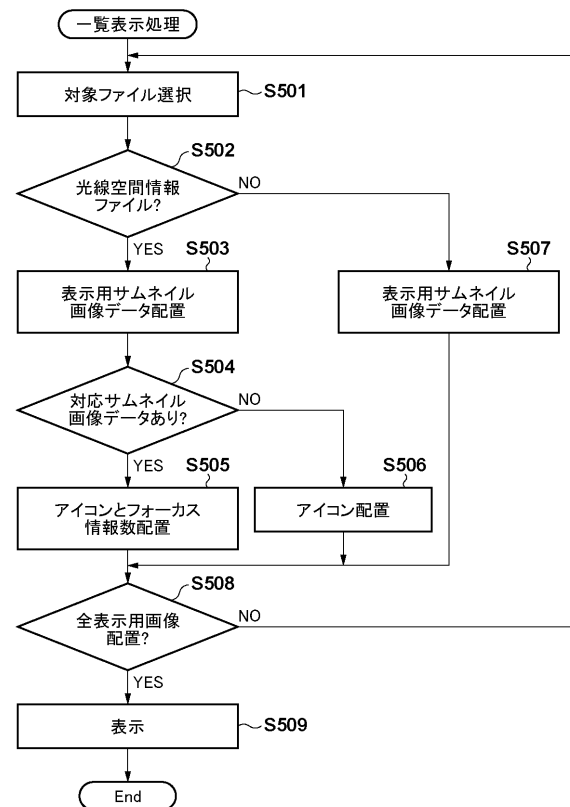 一覧表示処理
対象ファイル選択
S501
S502
光線空間情報
ファイル?
NO
YES
S503
表示用サムネイル
画像データ配置
S507
表示用サムネイル
画像データ配置
S504
対応サムネイル
画像データあり?
NO
YES
S505
アイコンとフォーカス
情報数配置
S506
アイコン配置
S508
全表示用画像
配置?
NO
YES
表示
S509
End